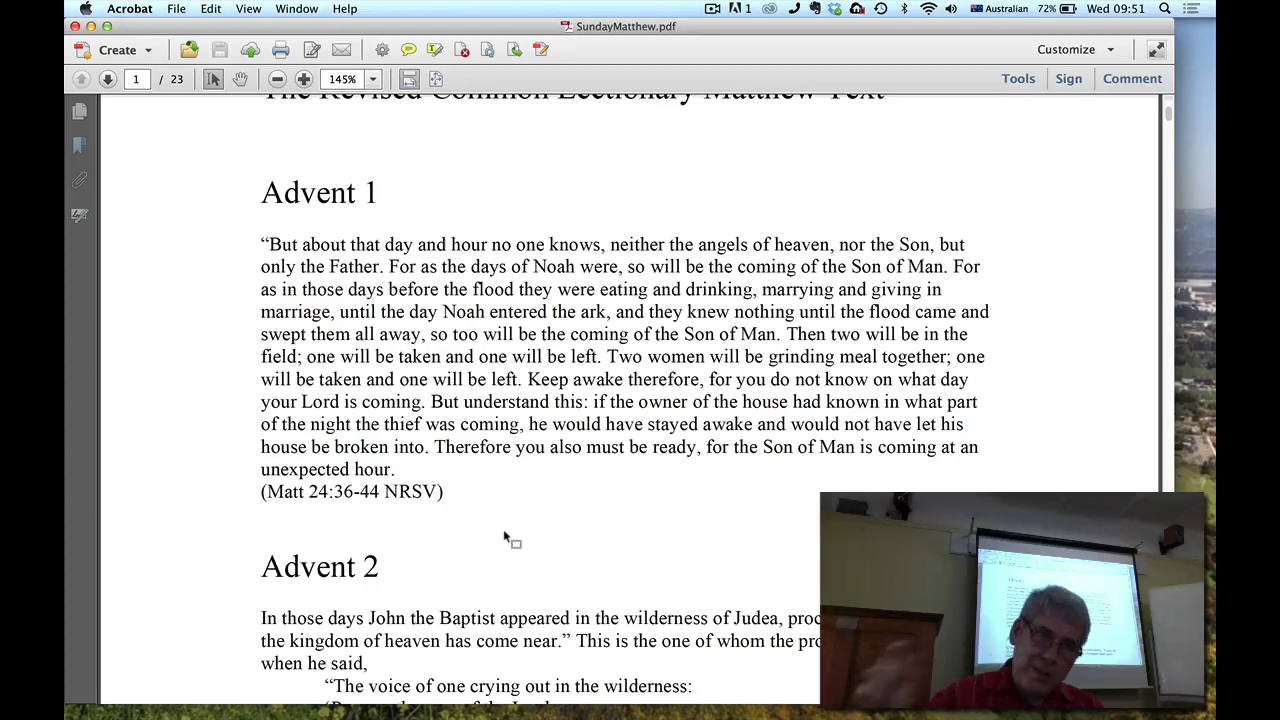 Acrobat File Edit View Window Help 1 Australian 72% Wed 09:51
SundayMatthew.pdf
Create Customize
1 / 23 145% Tools Sign Comment
The Revised Common Lectionary Matthew Text
Advent 1
“But about that day and hour no one knows, neither the angels of heaven, nor the Son, but
only the Father. For as the days of Noah were, so will be the coming of the Son of Man. For
as in those days before the flood they were eating and drinking, marrying and giving in
marriage, until the day Noah entered the ark, and they knew nothing until the flood came and
swept them all away, so too will be the coming of the Son of Man. Then two will be in the
field; one will be taken and one will be left. Two women will be grinding meal together; one
will be taken and one will be left. Keep awake therefore, for you do not know on what day
your Lord is coming. But understand this: if the owner of the house had known in what part
of the night the thief was coming, he would have stayed awake and would not have let his
house be broken into. Therefore you also must be ready, for the Son of Man is coming at an
unexpected hour.
(Matt 24:36-44 NRSV)
Advent 2
In those days John the Baptist appeared in the wilderness of Judea,
the kingdom of heaven has come near.” This is the one of whom the
when he said,
“The voice of one crying out in the wilderness: